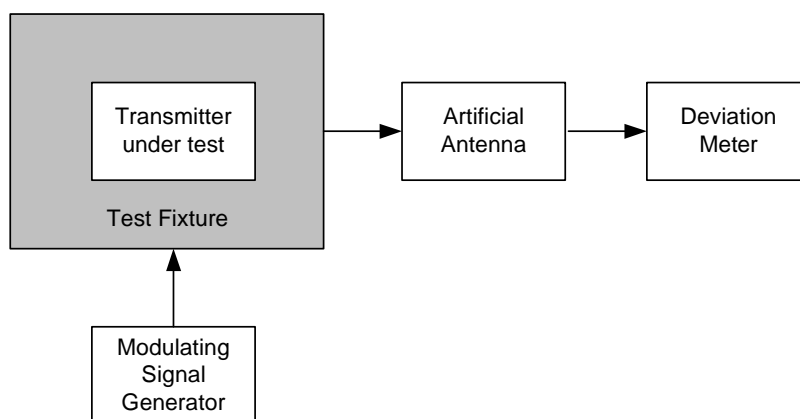 Transmitter
under test
Test Fixture
Artificial
Antenna
Deviation
Meter
Modulating
Signal
Generator